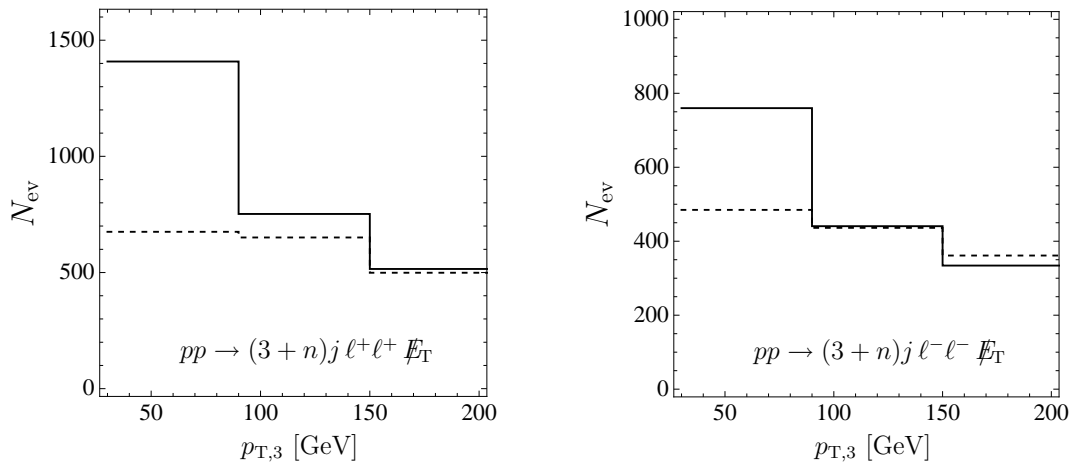 1500
1000
500
0
N_ev
pp → (3 + n)j ℓ⁺ℓ⁺ E̸_T
50 100 150 200
p_T,3 [GeV]
1000
800
600
400
200
0
N_ev
pp → (3 + n)j ℓ⁻ℓ⁻ E̸_T
50 100 150 200
p_T,3 [GeV]